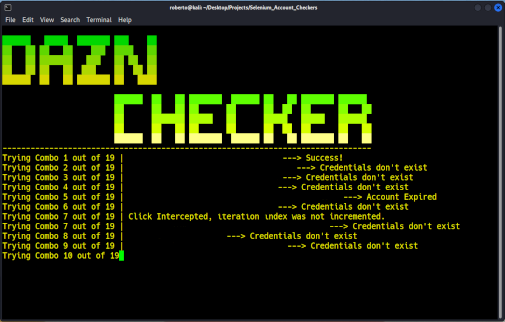 roberto@kali: ~/Desktop/Projects/Selenium_Account_Checkers
File Edit View Search Terminal Help
DAZN
CHECKER
Trying Combo 1 out of 19 | ---> Success!
Trying Combo 2 out of 19 | ---> Credentials don't exist
Trying Combo 3 out of 19 | ---> Credentials don't exist
Trying Combo 4 out of 19 | ---> Credentials don't exist
Trying Combo 5 out of 19 | ---> Account Expired
Trying Combo 6 out of 19 | ---> Credentials don't exist
Trying Combo 7 out of 19 | Click Intercepted, iteration index was not incremented.
Trying Combo 7 out of 19 | ---> Credentials don't exist
Trying Combo 8 out of 19 | ---> Credentials don't exist
Trying Combo 9 out of 19 | ---> Credentials don't exist
Trying Combo 10 out of 19